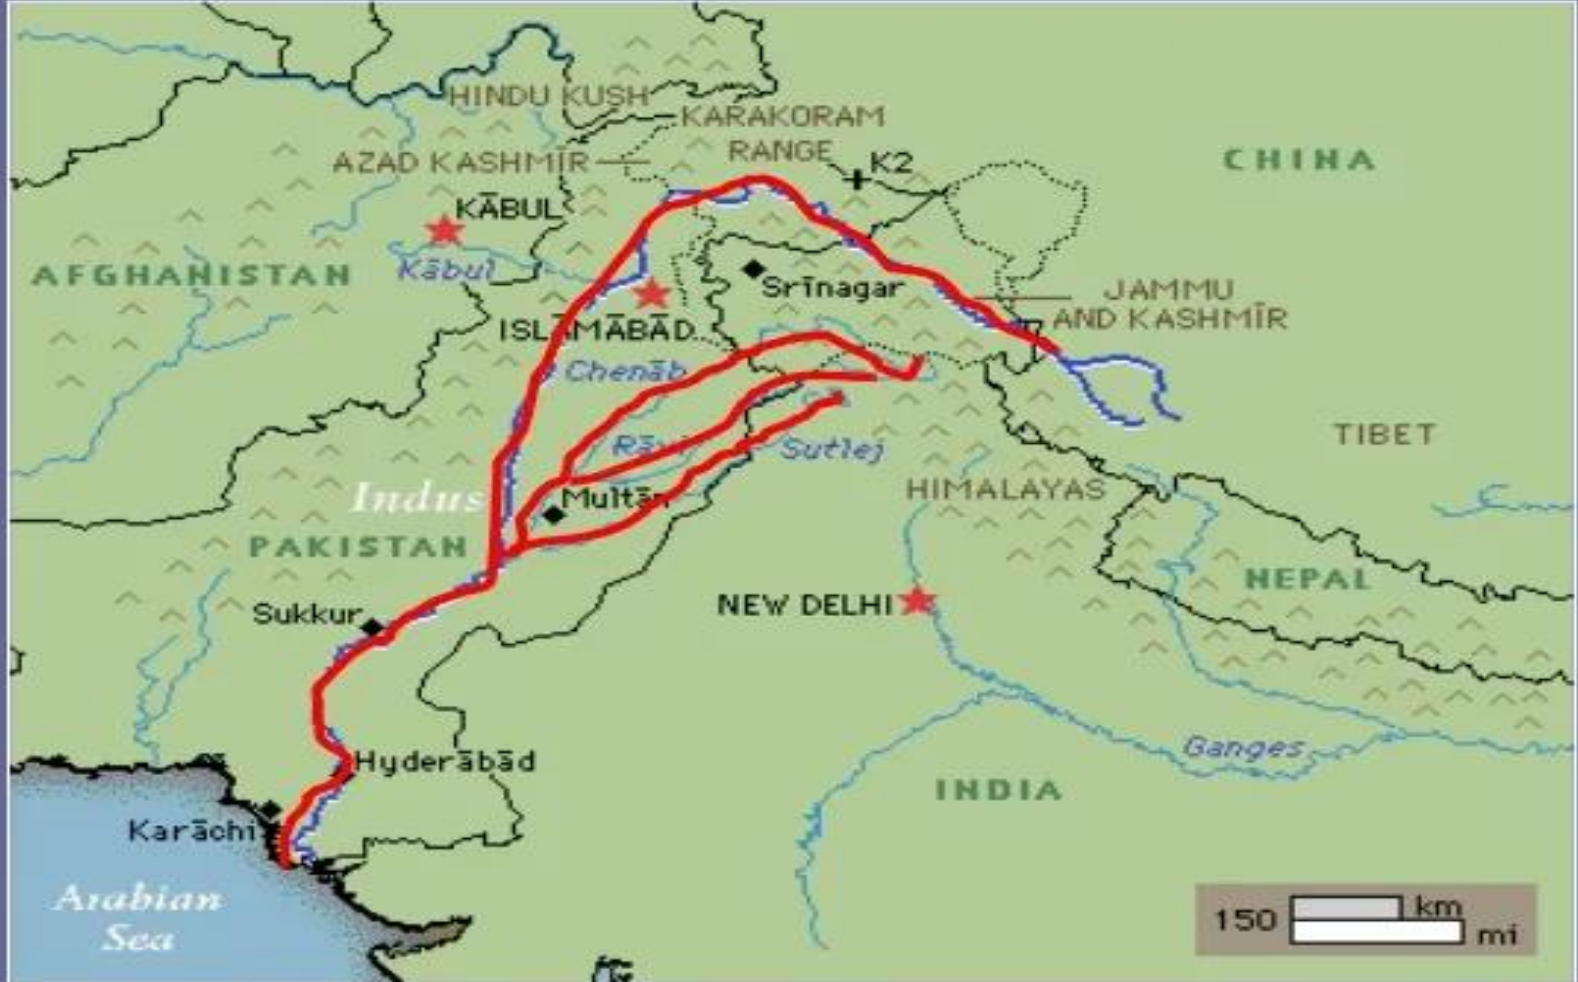 HINDU KUSH
KARAKORAM
RANGE
AZAD KASHMĪR
K2
CHINA
KĀBUL
Kābul
AFGHANISTAN
Srīnagar
JAMMU
AND KASHMĪR
ISLĀMĀBĀD
Chenāb
Rāvi
Sutlej
TIBET
Indus
Multān
HIMALAYAS
PAKISTAN
NEPAL
Sukkur
NEW DELHI
Hyderābād
Ganges
INDIA
Karāchi
Arabian
Sea
150 km
mi